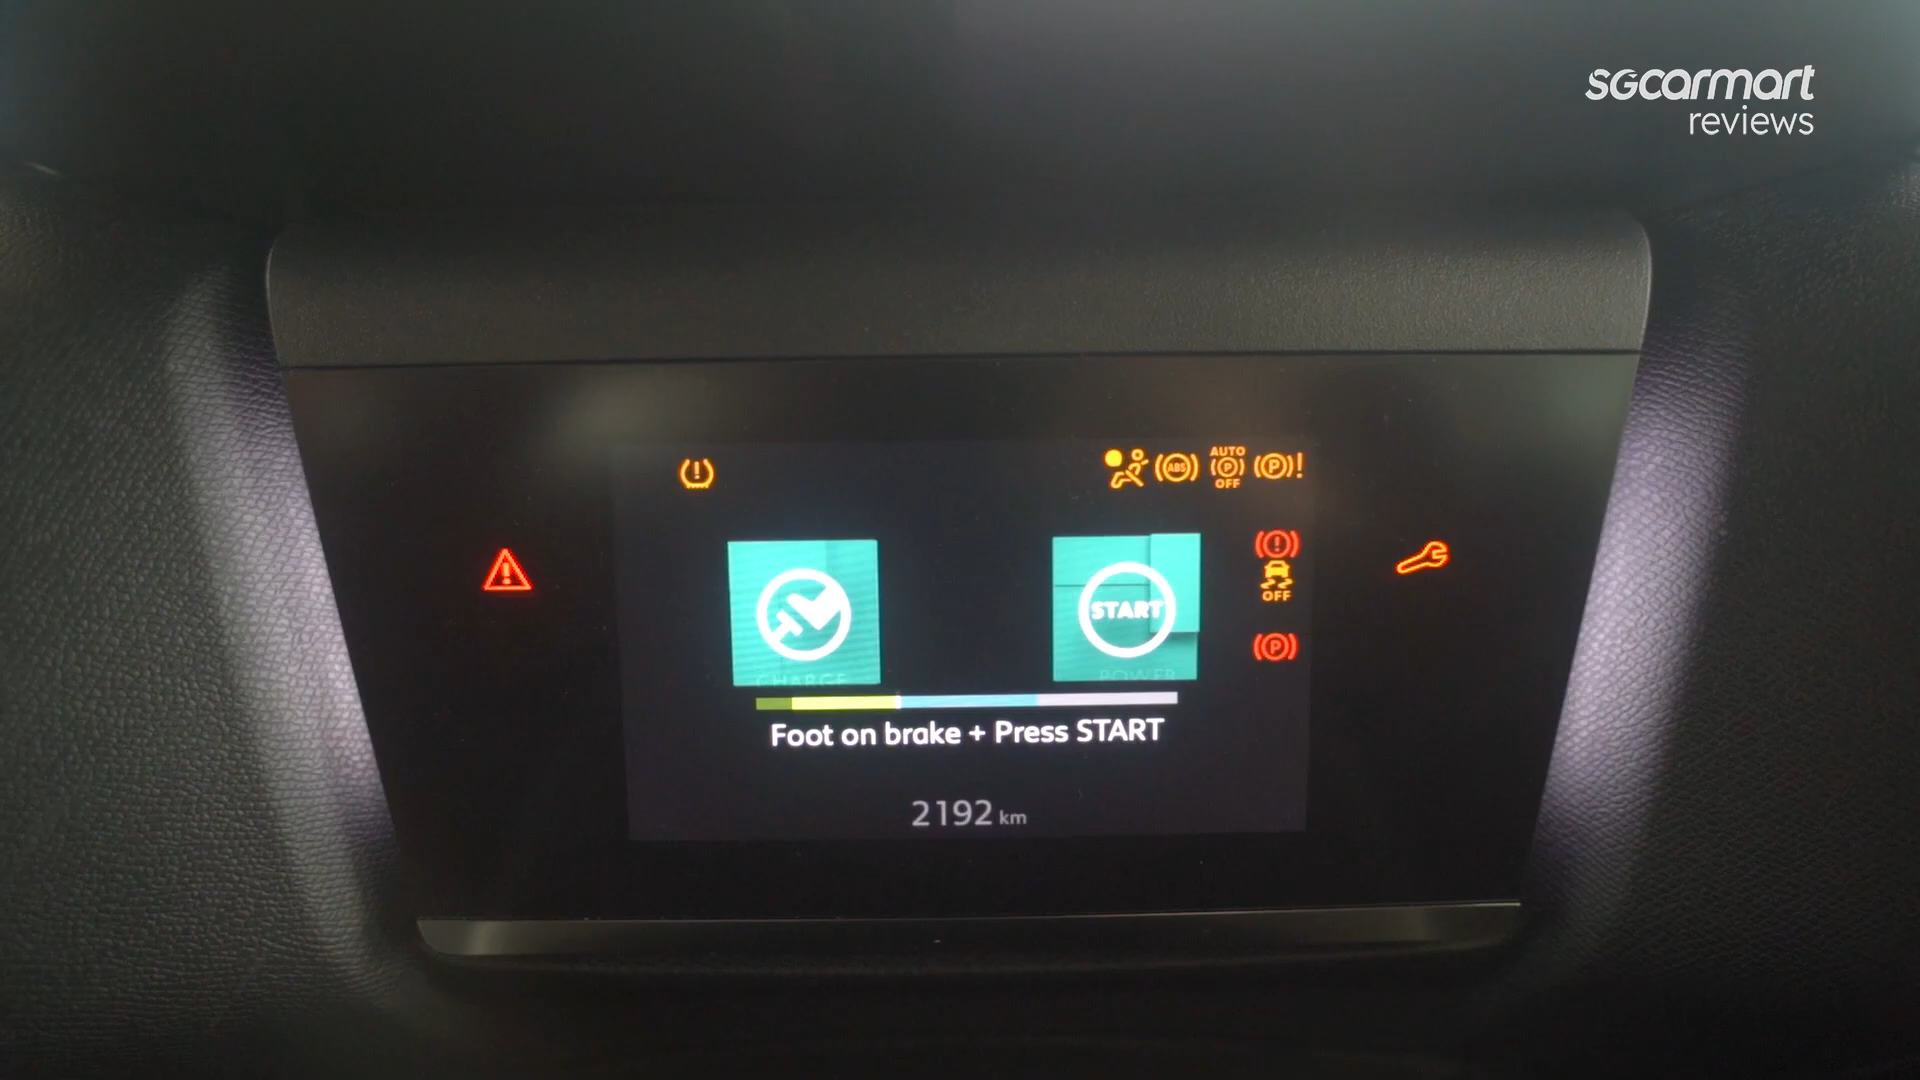 SGcarmart
reviews
AUTO
ABS
P
P
!
OFF
START
OFF
P
CHARGE
POWER
Foot on brake + Press START
2192 km